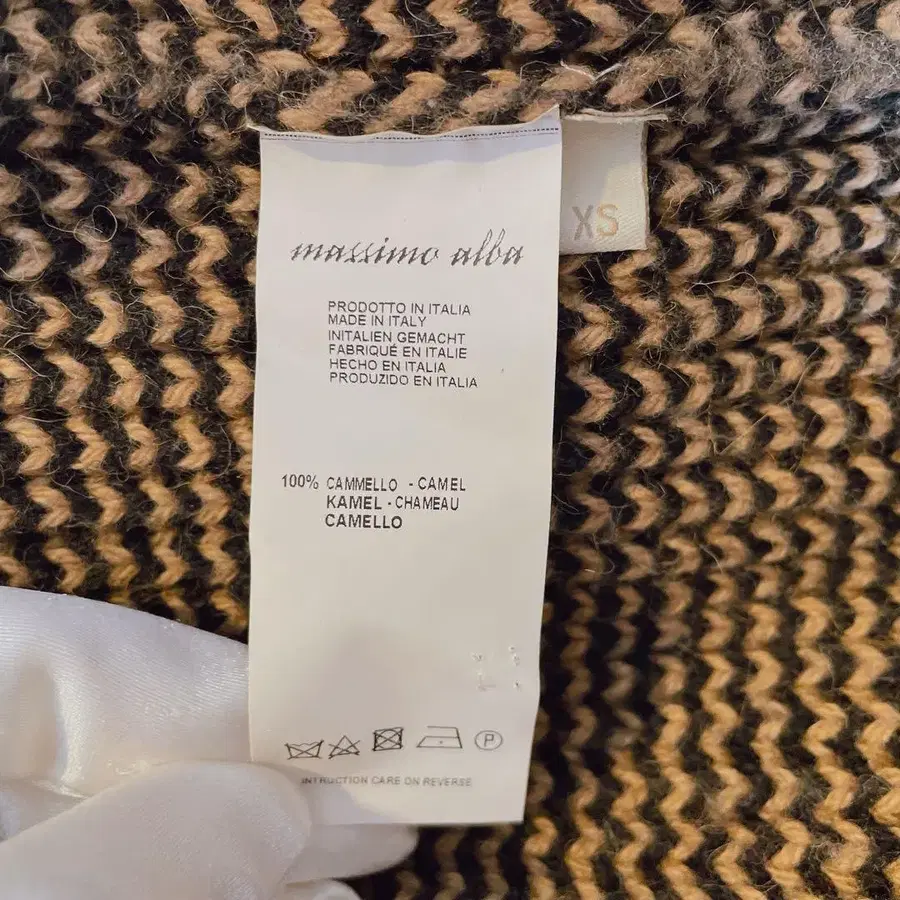 XS
massimo alba
PRODOTTO IN ITALIA
MADE IN ITALY
INITALIEN GEMACHT
FABRIQUÉ EN ITALIE
HECHO EN ITALIA
PRODUZIDO EN ITALIA
100% CAMMELLO - CAMEL
KAMEL - CHAMEAU
CAMELLO
P
INTRUCTION CARE ON REVERSE